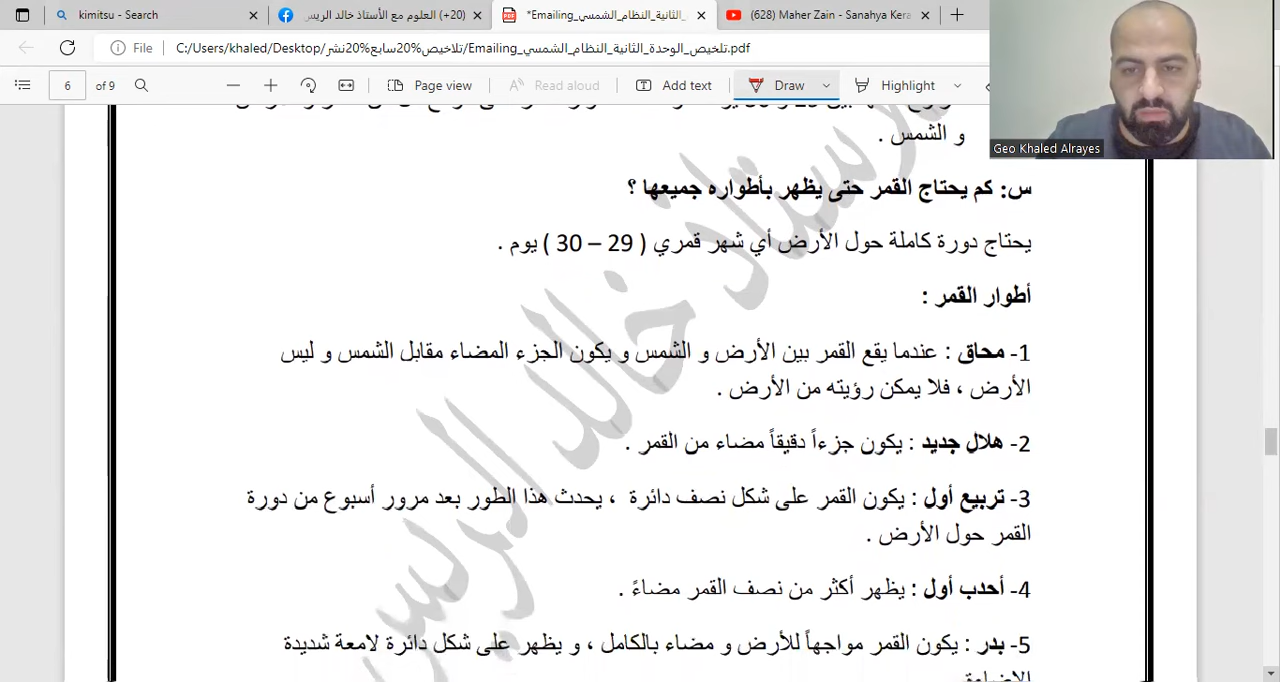 kimitsu - Search
(20+) العلوم مع الأستاذ خالد الريس
*Emailing_الثانية_النظام_الشمسي_
(628) Maher Zain - Sanahya Kera
File
C:/Users/khaled/Desktop/تلاخيص%20سابع%20نشر/Emailing_تلخيص_الوحدة_الثانية_النظام_الشمسي.pdf
6 of 9
Page view
Read aloud
Add text
Draw
Highlight
Geo Khaled Alrayes
و الشمس .
س: كم يحتاج القمر حتى يظهر بأطواره جميعها ؟
يحتاج دورة كاملة حول الأرض أي شهر قمري ( 29 – 30 ) يوم .
أطوار القمر :
1- محاق : عندما يقع القمر بين الأرض و الشمس و يكون الجزء المضاء مقابل الشمس و ليس
الأرض ، فلا يمكن رؤيته من الأرض .
2- هلال جديد : يكون جزءاً دقيقاً مضاء من القمر .
3- تربيع أول : يكون القمر على شكل نصف دائرة ، يحدث هذا الطور بعد مرور أسبوع من دورة
القمر حول الأرض .
4- أحدب أول : يظهر أكثر من نصف القمر مضاءً .
5- بدر : يكون القمر مواجهاً للأرض و مضاء بالكامل ، و يظهر على شكل دائرة لامعة شديدة
الأستاذ خالد الريس